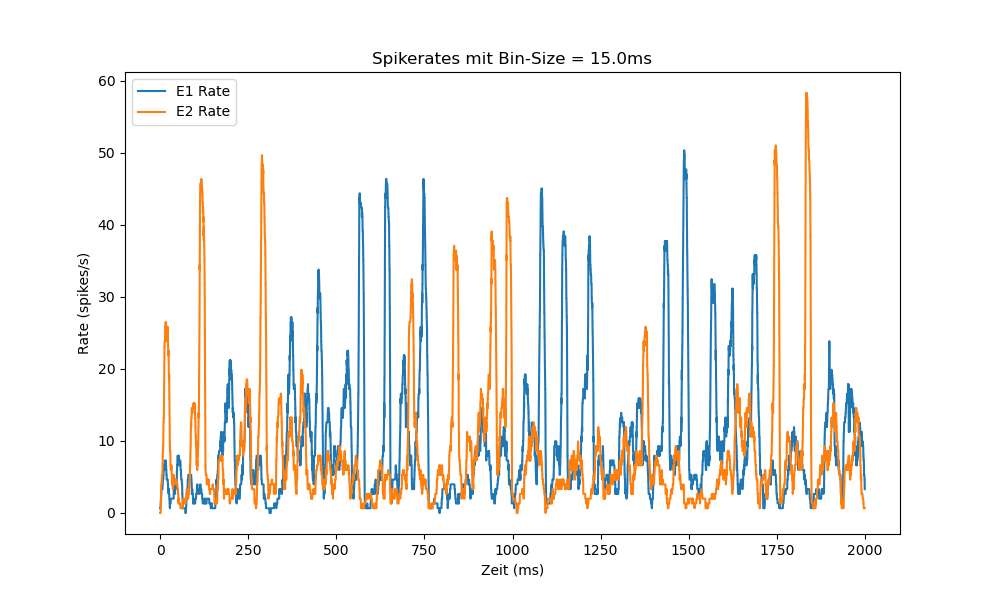 Spikerates mit Bin-Size = 15.0ms
E1 Rate
E2 Rate
60
50
40
30
20
10
0
Rate (spikes/s)
0 250 500 750 1000 1250 1500 1750 2000
Zeit (ms)